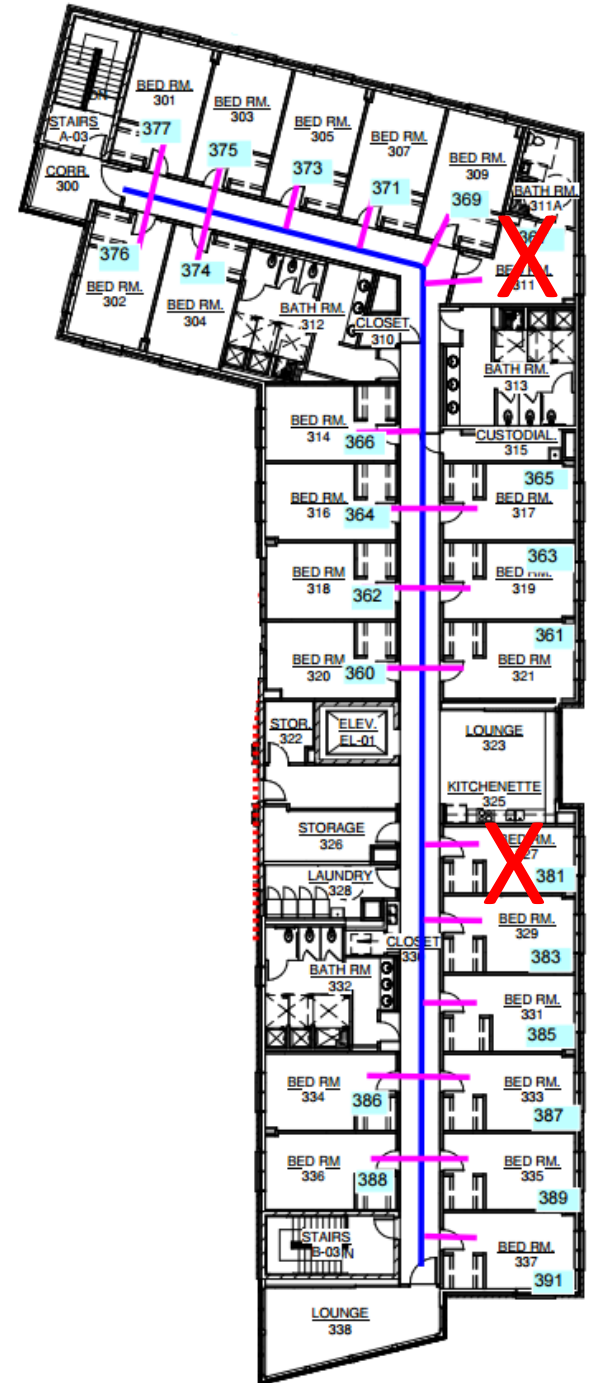 BED RM.
301
BED RM.
303
BED RM.
305
BED RM.
307
BED RM.
309
STAIRS
A-03
377
375
373
371
369
CORR.
300
BATH RM.
311A
376
374
BED RM.
302
BED RM.
304
BATH RM.
312
CLOSET
310
311
X
BATH RM.
313
BED RM.
314
366
CUSTODIAL.
315
BED RM.
316
364
365
BED RM.
317
BED RM
318
362
363
319
BED RM
320
360
361
BED RM
321
STOR.
322
ELEV.
EL-01
LOUNGE
323
KITCHENETTE
325
STORAGE
326
X
381
LAUNDRY
328
BED RM.
329
383
CLOSET
BATH RM
332
BED RM.
331
385
BED RM
334
386
BED RM.
333
387
BED RM
336
388
BED RM.
335
389
STAIRS
B-03
BED RM.
337
391
LOUNGE
338